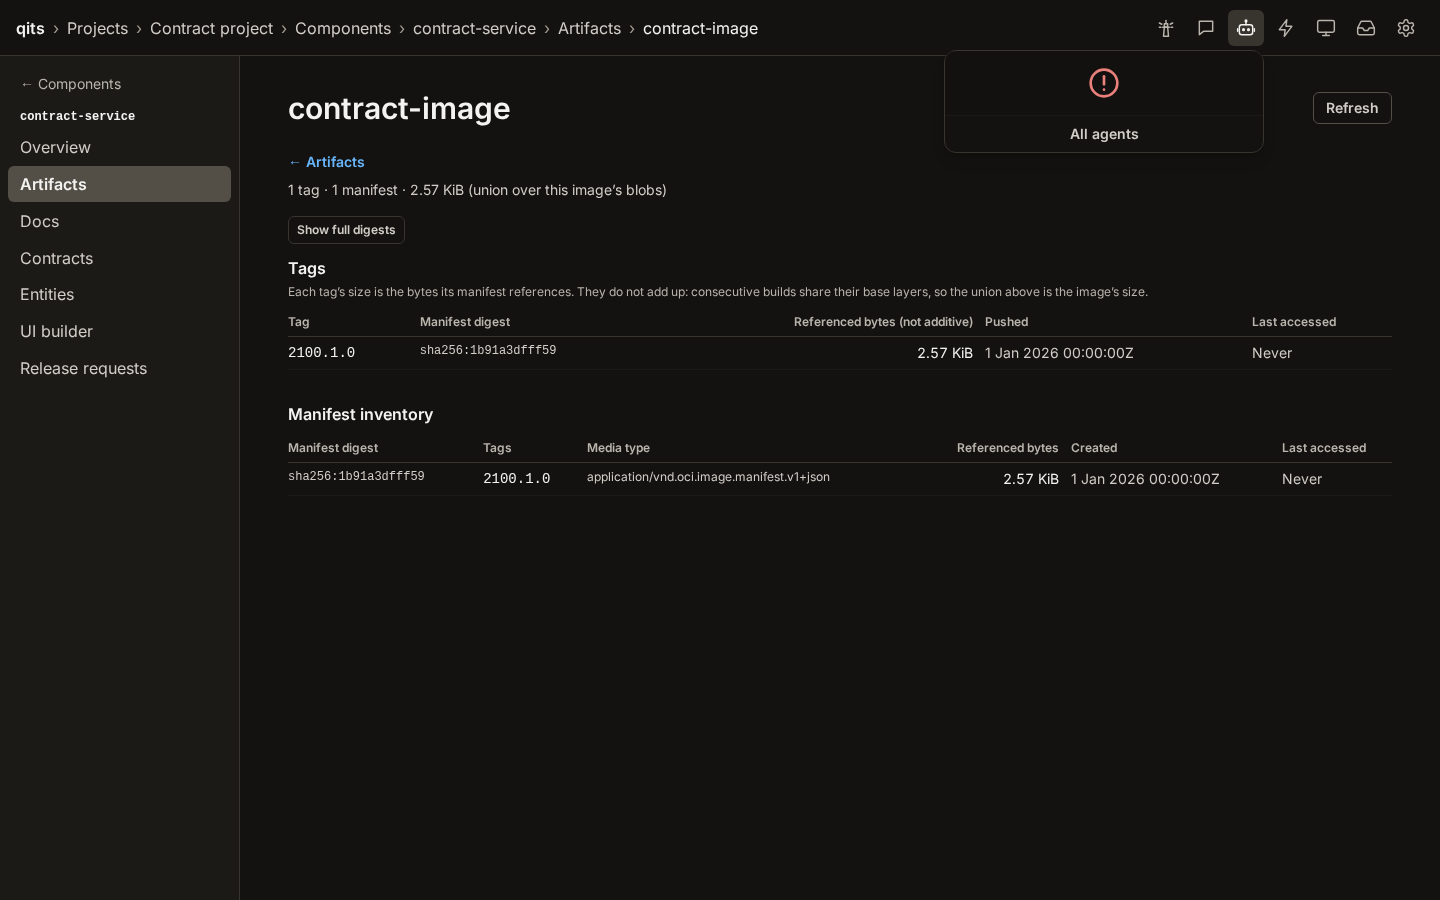 qits › Projects › Contract project › Components › contract-service › Artifacts › contract-image
← Components
contract-service
Overview
Artifacts
Docs
Contracts
Entities
UI builder
Release requests
All agents
contract-image
Refresh
← Artifacts
1 tag · 1 manifest · 2.57 KiB (union over this image’s blobs)
Show full digests
Tags
Each tag’s size is the bytes its manifest references. They do not add up: consecutive builds share their base layers, so the union above is the image’s size.
Tag Manifest digest Referenced bytes (not additive) Pushed Last accessed
2100.1.0 sha256:1b91a3dfff59 2.57 KiB 1 Jan 2026 00:00:00Z Never
Manifest inventory
Manifest digest Tags Media type Referenced bytes Created Last accessed
sha256:1b91a3dfff59 2100.1.0 application/vnd.oci.image.manifest.v1+json 2.57 KiB 1 Jan 2026 00:00:00Z Never